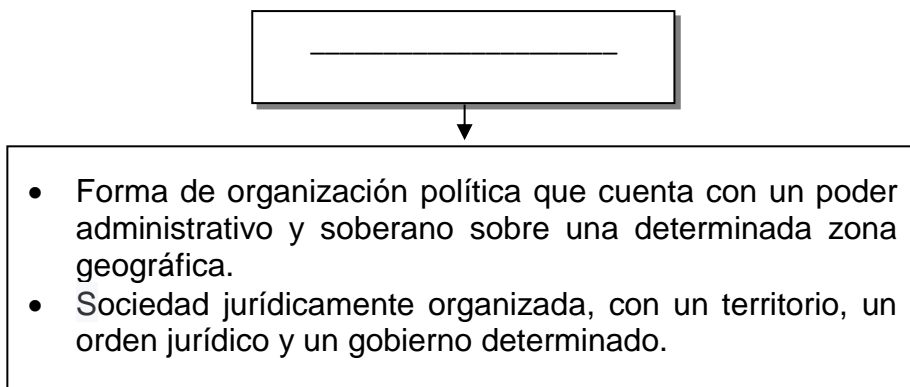 _____________________
• Forma de organización política que cuenta con un poder
administrativo y soberano sobre una determinada zona
geográfica.
• Sociedad jurídicamente organizada, con un territorio, un
orden jurídico y un gobierno determinado.